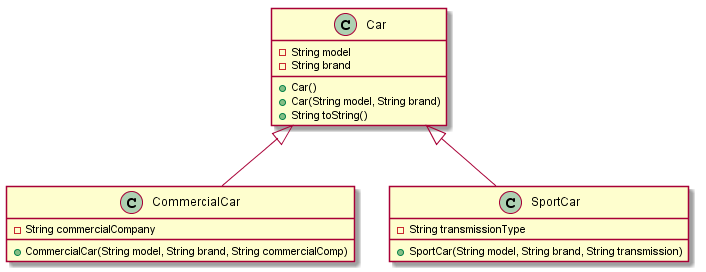 C Car
String model
String brand
Car()
Car(String model, String brand)
String toString()
C CommercialCar
String commercialCompany
CommercialCar(String model, String brand, String commercialComp)
C SportCar
String transmissionType
SportCar(String model, String brand, String transmission)